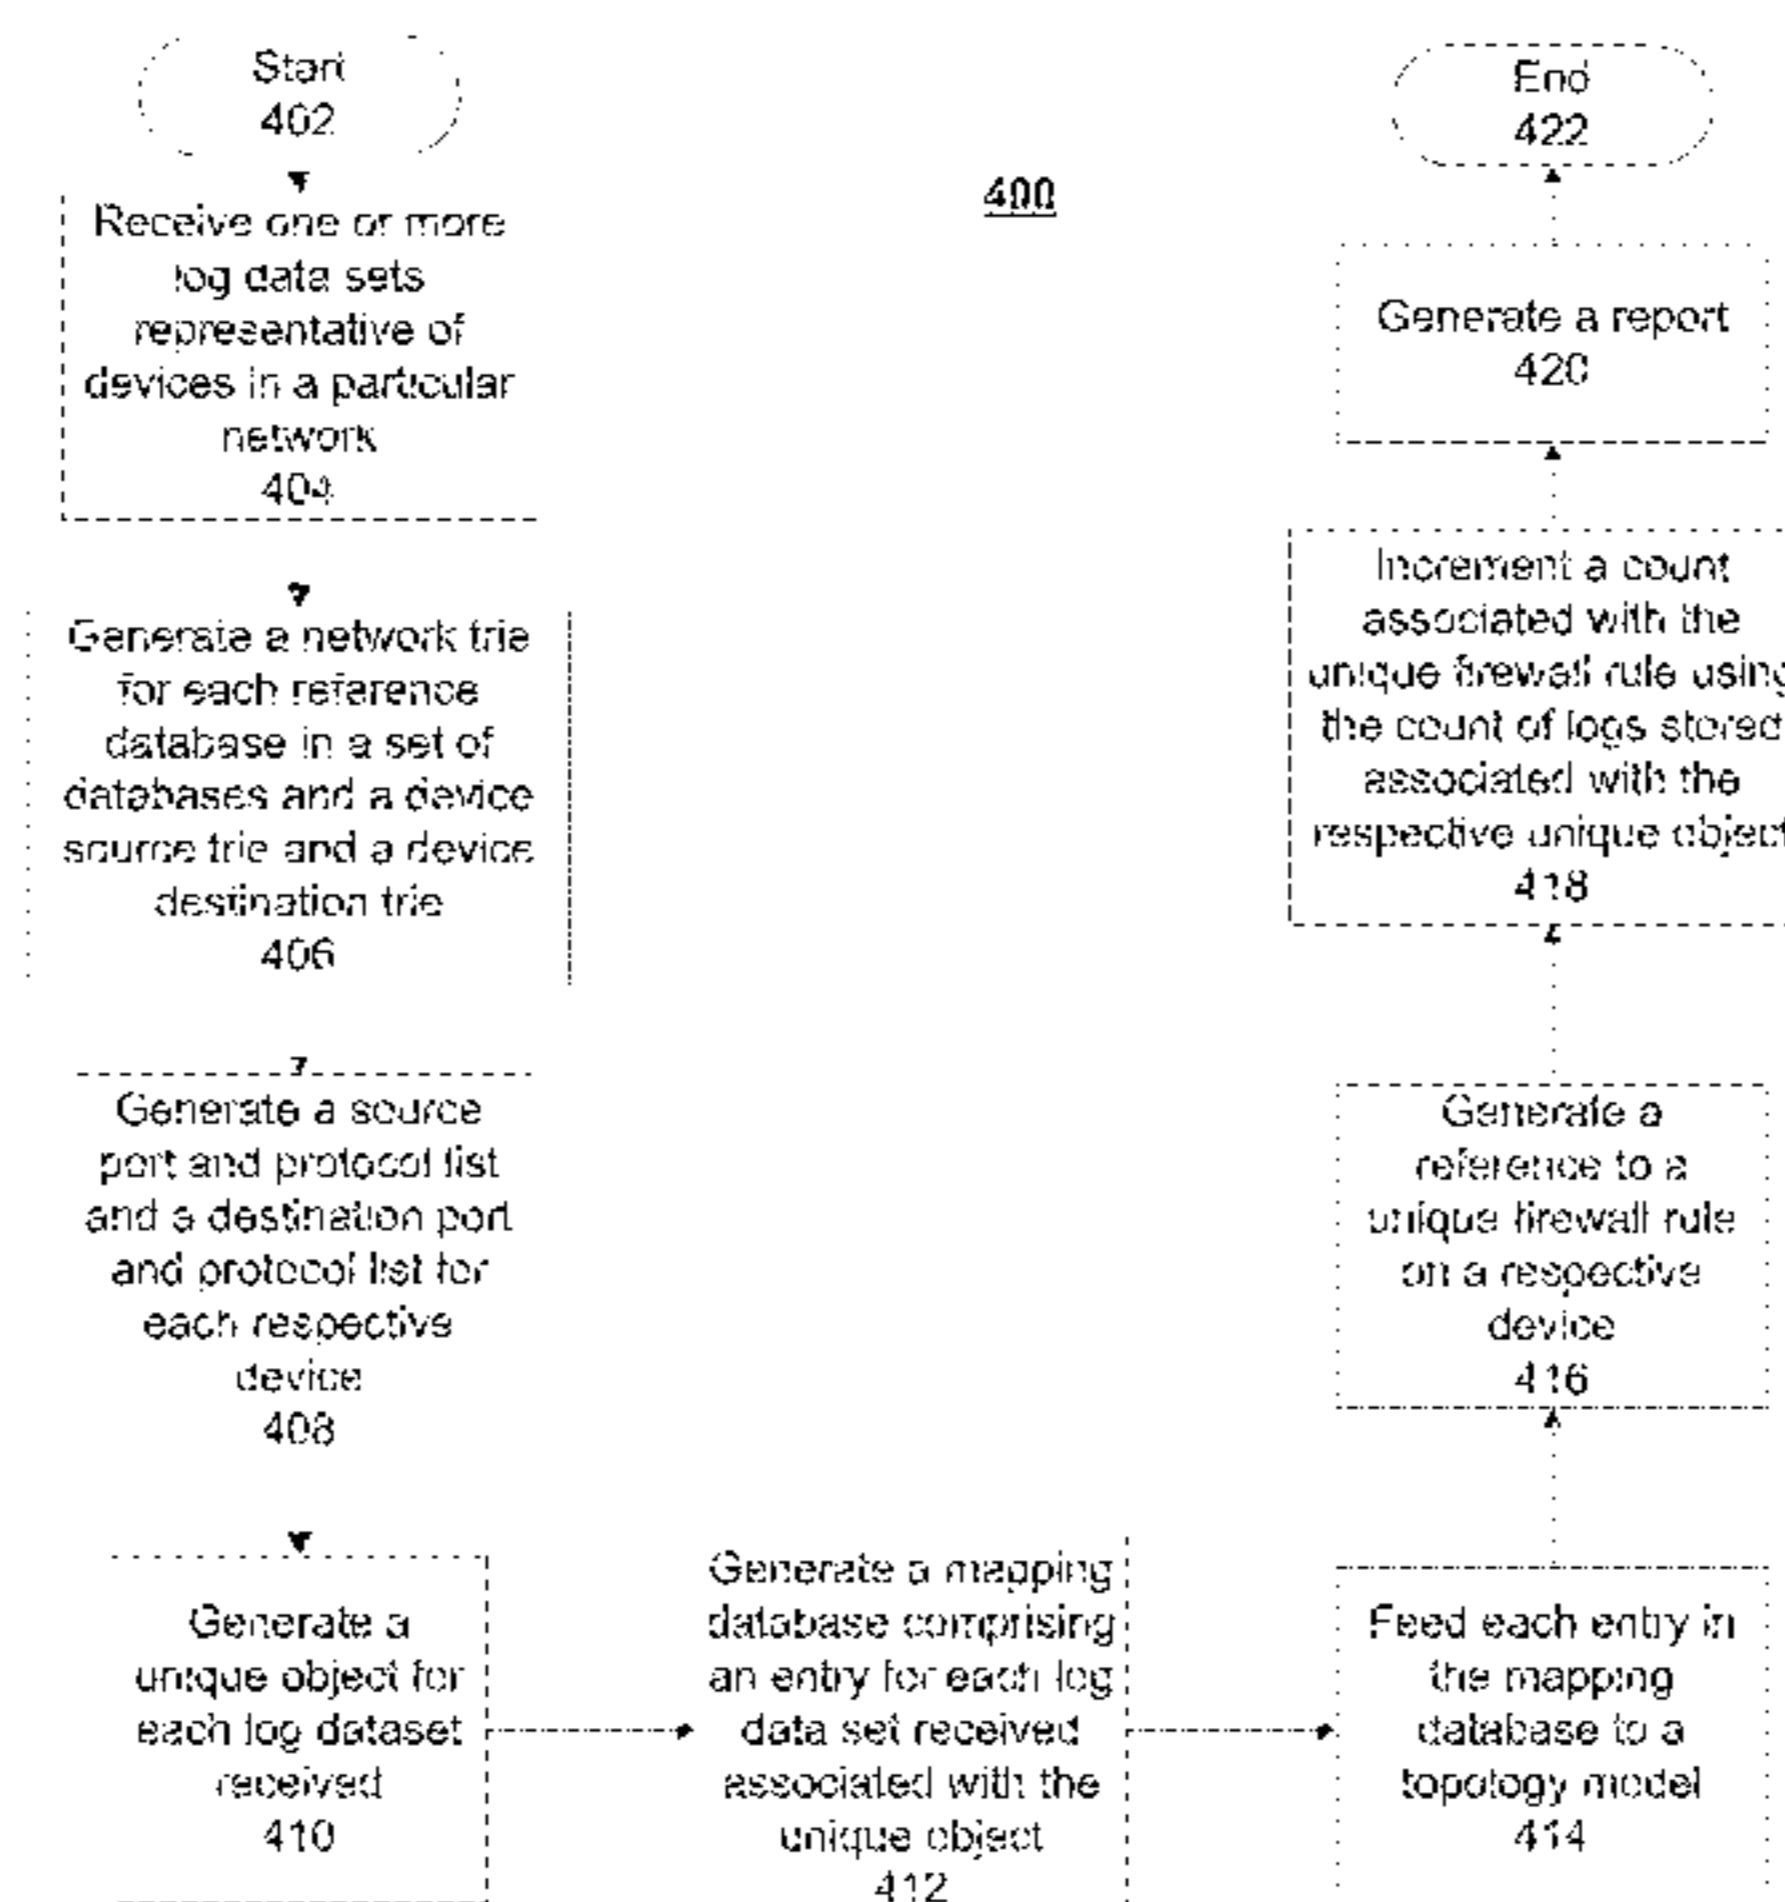 Start
402
Receive one or more
log data sets
representative of
devices in a particular
network
404
Generate a network trie
for each reference
database in a set of
databases and a device
source trie and a device
destination trie
406
Generate a source
port and protocol list
and a destination port
and protocol list for
each respective
device
408
Generate a
unique object for
each log dataset
received
410
Generate a mapping
database comprising
an entry for each log
data set received
associated with the
unique object
412
Feed each entry in
the mapping
database to a
topology model
414
Generate a
reference to a
unique firewall rule
on a respective
device
416
Increment a count
associated with the
unique firewall rule using
the count of logs stored
associated with the
respective unique object
418
Generate a report
420
End
422
400